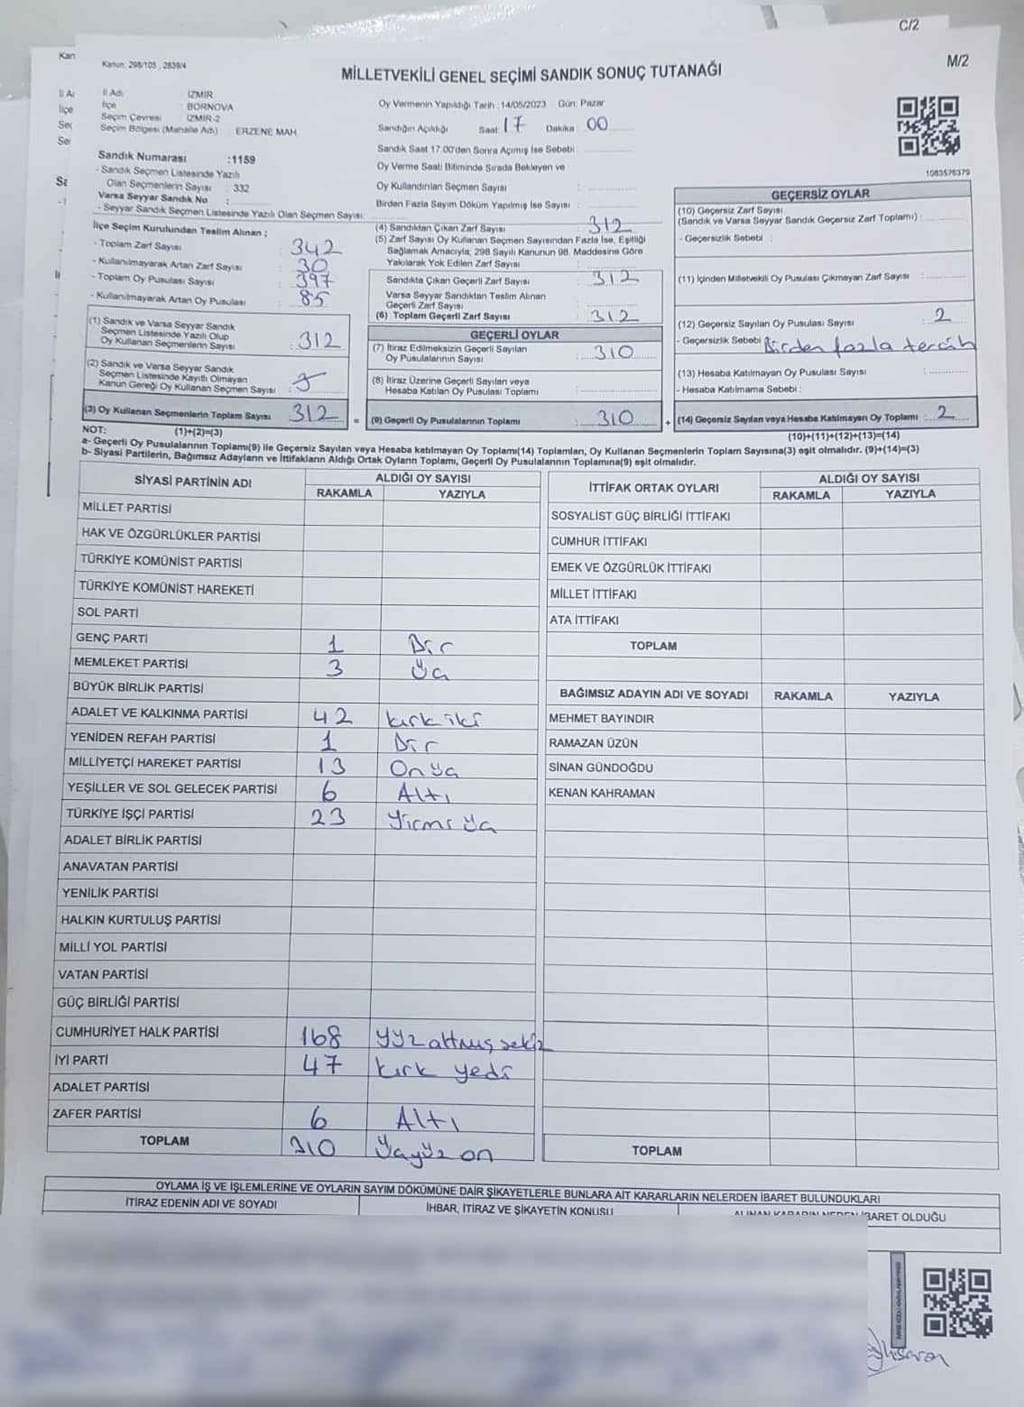 C/2
M/2
Kanun: 298/105 , 2839/4
MİLLETVEKİLİ GENEL SEÇİMİ SANDIK SONUÇ TUTANAĞI
İl Adı : İZMİR
İlçe : BORNOVA
Seçim Çevresi : İZMİR-2
Seçim Bölgesi (Mahalle Adı) : ERZENE MAH.
Sandık Numarası :1159
- Sandık Seçmen Listesinde Yazılı
Olan Seçmenlerin Sayısı : 332
Varsa Seyyar Sandık No :
- Seyyar Sandık Seçmen Listesinde Yazılı Olan Seçmen Sayısı :
İlçe Seçim Kurulundan Teslim Alınan ;
- Toplam Zarf Sayısı : 342
- Kullanılmayarak Artan Zarf Sayısı : 30
- Toplam Oy Pusulası Sayısı : 397
- Kullanılmayarak Artan Oy Pusulası : 85
(1) Sandık ve Varsa Seyyar Sandık
Seçmen Listesinde Yazılı Olup
Oy Kullanan Seçmenlerin Sayısı : 312
(2) Sandık ve Varsa Seyyar Sandık
Seçmen Listesinde Kayıtlı Olmayan
Kanun Gereği Oy Kullanan Seçmen Sayısı :
(3) Oy Kullanan Seçmenlerin Toplam Sayısı : 312
Oy Vermenin Yapıldığı Tarih : 14/05/2023 Gün: Pazar
Sandığın Açıldığı Saat: 17 Dakika : 00
Sandık Saat 17.00'den Sonra Açılmış İse Sebebi :
Oy Verme Saati Bitiminde Sırada Bekleyen ve
Oy Kullandırılan Seçmen Sayısı :
Birden Fazla Sayım Döküm Yapılmış İse Sayısı :
(4) Sandıktan Çıkan Zarf Sayısı : 312
(5) Zarf Sayısı Oy Kullanan Seçmen Sayısından Fazla İse, Eşitliği
Sağlamak Amacıyla, 298 Sayılı Kanunun 98. Maddesine Göre
Yakılarak Yok Edilen Zarf Sayısı :
Sandıkta Çıkan Geçerli Zarf Sayısı : 312
Varsa Seyyar Sandıktan Teslim Alınan
Geçerli Zarf Sayısı :
(6) Toplam Geçerli Zarf Sayısı : 312
GEÇERLİ OYLAR
(7) İtiraz Edilmeksizin Geçerli Sayılan
Oy Pusulalarının Sayısı : 310
(8) İtiraz Üzerine Geçerli Sayılan veya
Hesaba Katılan Oy Pusulası Toplamı :
= (9) Geçerli Oy Pusulalarının Toplamı : 310
1083576379
GEÇERSİZ OYLAR
(10) Geçersiz Zarf Sayısı
(Sandık ve Varsa Seyyar Sandık Geçersiz Zarf Toplamı) :
- Geçersizlik Sebebi :
(11) İçinden Milletvekili Oy Pusulası Çıkmayan Zarf Sayısı :
(12) Geçersiz Sayılan Oy Pusulası Sayısı : 2
- Geçersizlik Sebebi : Birden fazla tercih
(13) Hesaba Katılmayan Oy Pusulası Sayısı :
- Hesaba Katılmama Sebebi :
+ (14) Geçersiz Sayılan veya Hesaba Katılmayan Oy Toplamı : 2
NOT: (1)+(2)=(3)
(10)+(11)+(12)+(13)=(14)
a- Geçerli Oy Pusulalarının Toplamı(9) ile Geçersiz Sayılan veya Hesaba katılmayan Oy Toplamı(14) Toplamları, Oy Kullanan Seçmenlerin Toplam Sayısına(3) eşit olmalıdır. (9)+(14)=(3)
b- Siyasi Partilerin, Bağımsız Adayların ve İttifakların Aldığı Ortak Oyların Toplamı, Geçerli Oy Pusulalarının Toplamına(9) eşit olmalıdır.
SİYASİ PARTİNİN ADI ALDIĞI OY SAYISI
RAKAMLA YAZIYLA
MİLLET PARTİSİ
HAK VE ÖZGÜRLÜKLER PARTİSİ
TÜRKİYE KOMÜNİST PARTİSİ
TÜRKİYE KOMÜNİST HAREKETİ
SOL PARTİ
GENÇ PARTİ 1 Bir
MEMLEKET PARTİSİ 3 Üç
BÜYÜK BİRLİK PARTİSİ
ADALET VE KALKINMA PARTİSİ 42 kırk iki
YENİDEN REFAH PARTİSİ 1 Bir
MİLLİYETÇİ HAREKET PARTİSİ 13 On üç
YEŞİLLER VE SOL GELECEK PARTİSİ 6 Altı
TÜRKİYE İŞÇİ PARTİSİ 23 Yirmi üç
ADALET BİRLİK PARTİSİ
ANAVATAN PARTİSİ
YENİLİK PARTİSİ
HALKIN KURTULUŞ PARTİSİ
MİLLİ YOL PARTİSİ
VATAN PARTİSİ
GÜÇ BİRLİĞİ PARTİSİ
CUMHURİYET HALK PARTİSİ 168 yüz altmış sekiz
İYİ PARTİ 47 kırk yedi
ADALET PARTİSİ
ZAFER PARTİSİ 6 Altı
TOPLAM 310 Üçyüz on
İTTİFAK ORTAK OYLARI ALDIĞI OY SAYISI
RAKAMLA YAZIYLA
SOSYALİST GÜÇ BİRLİĞİ İTTİFAKI
CUMHUR İTTİFAKI
EMEK VE ÖZGÜRLÜK İTTİFAKI
MİLLET İTTİFAKI
ATA İTTİFAKI
TOPLAM
BAĞIMSIZ ADAYIN ADI VE SOYADI RAKAMLA YAZIYLA
MEHMET BAYINDIR
RAMAZAN ÜZÜN
SİNAN GÜNDOĞDU
KENAN KAHRAMAN
TOPLAM
OYLAMA İŞ VE İŞLEMLERİNE VE OYLARIN SAYIM DÖKÜMÜNE DAİR ŞİKAYETLERLE BUNLARA AİT KARARLARIN NELERDEN İBARET BULUNDUKLARI
İTİRAZ EDENİN ADI VE SOYADI İHBAR, İTİRAZ VE ŞİKAYETİN KONUSU ALINAN KARARIN NEDEN İBARET OLDUĞU